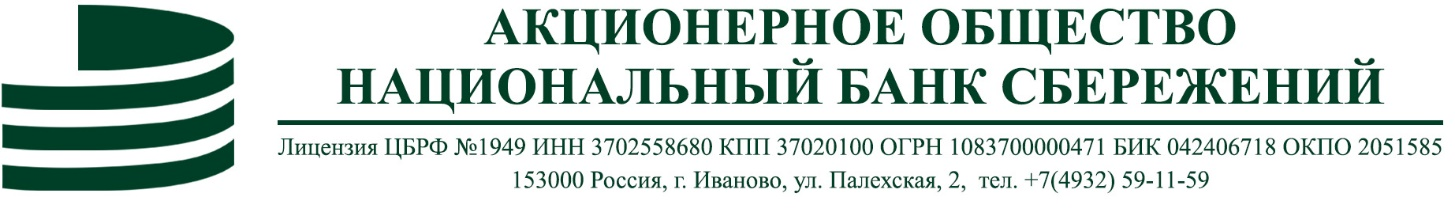 АКЦИОНЕРНОЕ ОБЩЕСТВО
НАЦИОНАЛЬНЫЙ БАНК СБЕРЕЖЕНИЙ
Лицензия ЦБРФ №1949 ИНН 3702558680 КПП 37020100 ОГРН 1083700000471 БИК 042406718 ОКПО 2051585
153000 Россия, г. Иваново, ул. Палехская, 2, тел. +7(4932) 59-11-59